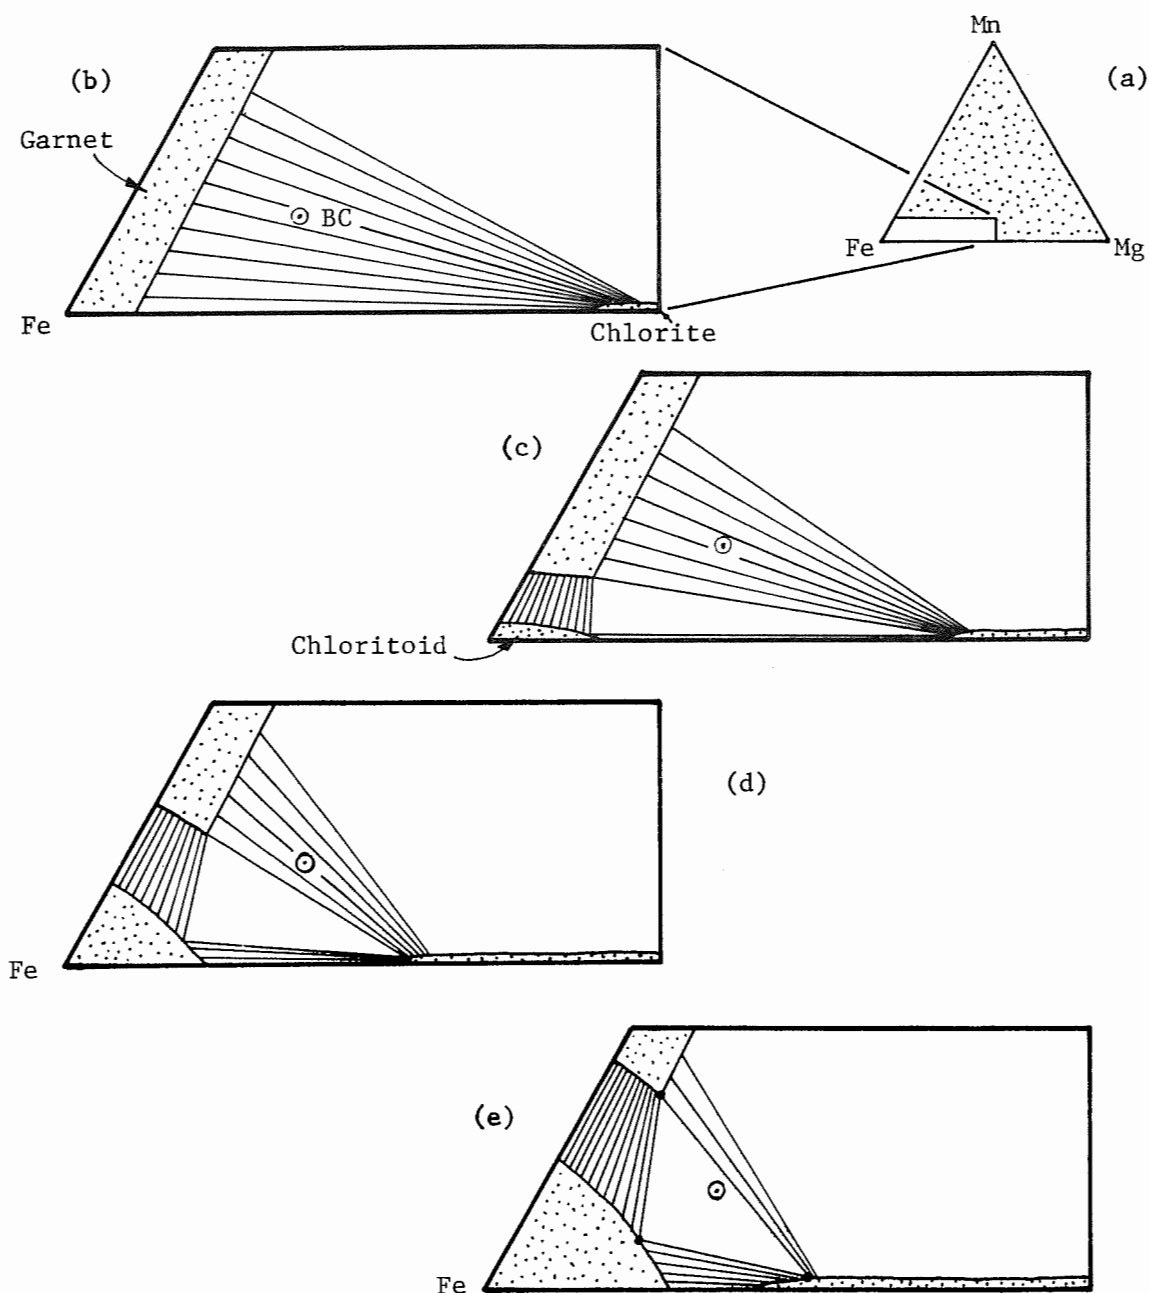 (a)
Mn
Fe
Mg
(b)
Garnet
BC
Fe
Chlorite
(c)
Chloritoid
(d)
Fe
(e)
Fe